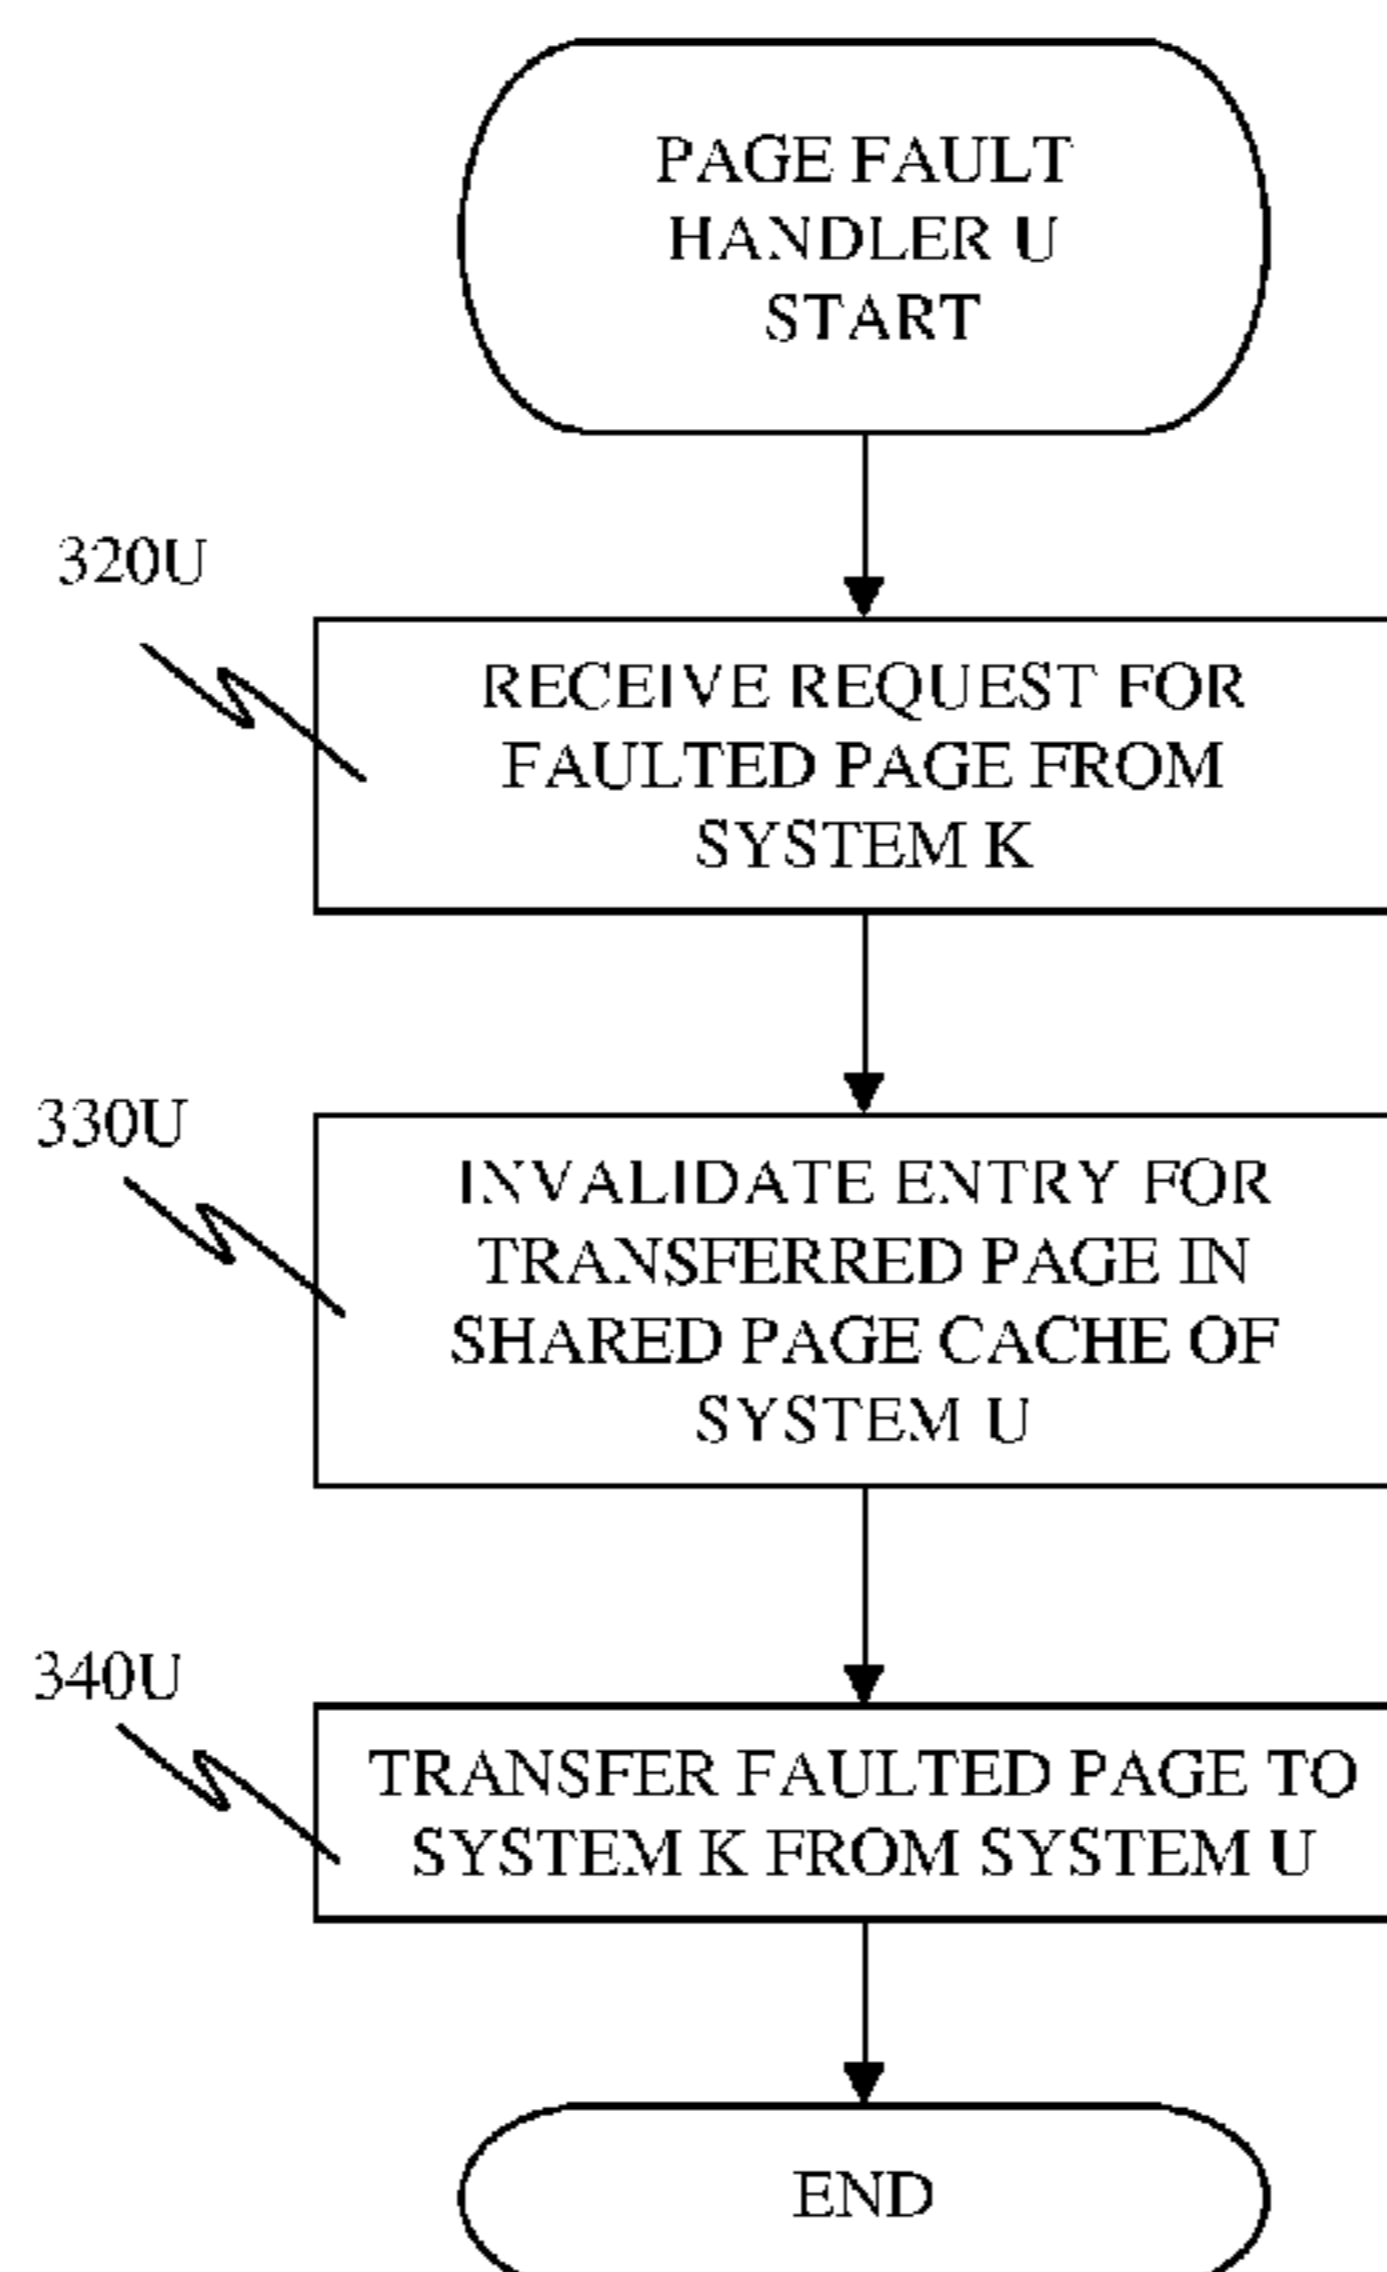 PAGE FAULT
HANDLER U
START
320U
RECEIVE REQUEST FOR
FAULTED PAGE FROM
SYSTEM K
330U
INVALIDATE ENTRY FOR
TRANSFERRED PAGE IN
SHARED PAGE CACHE OF
SYSTEM U
340U
TRANSFER FAULTED PAGE TO
SYSTEM K FROM SYSTEM U
END